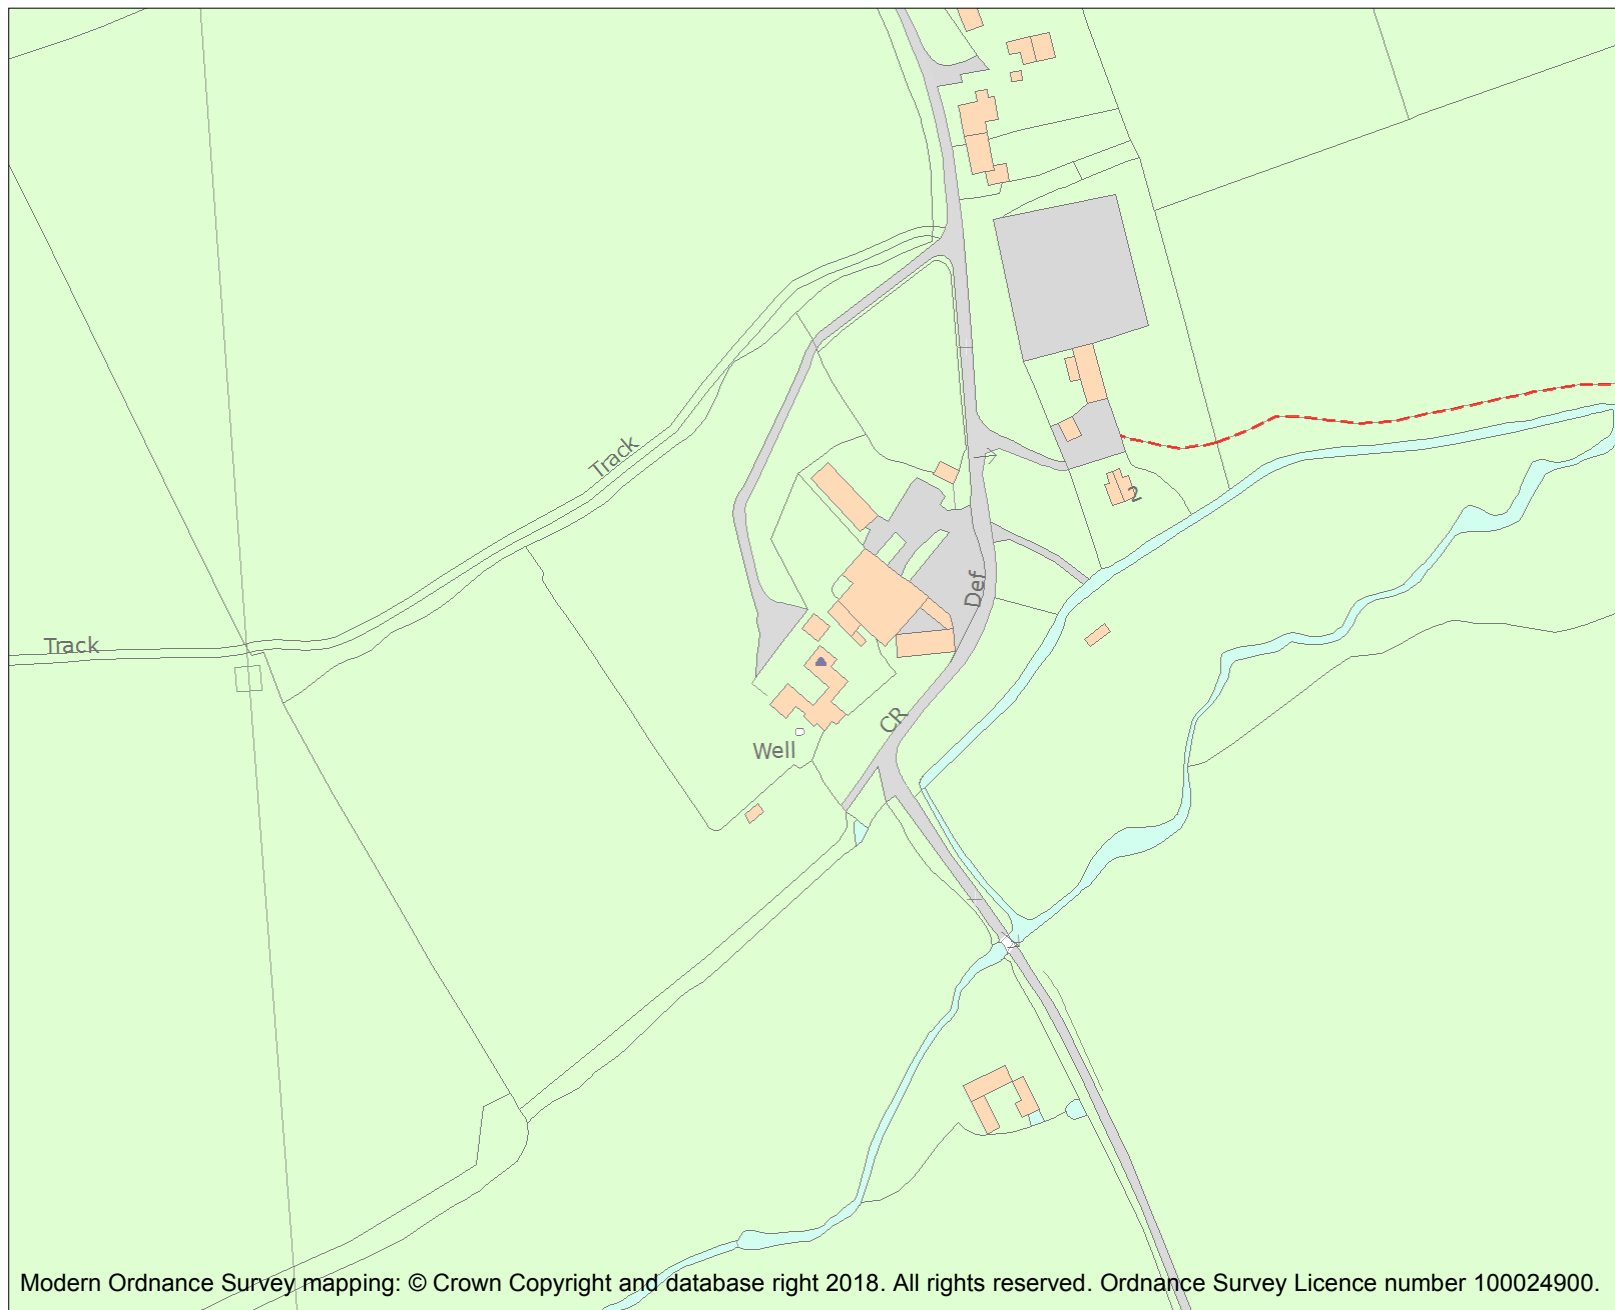 Track
2
Def
Track
CR
Well
Modern Ordnance Survey mapping: © Crown Copyright and database right 2018. All rights reserved. Ordnance Survey Licence number 100024900.